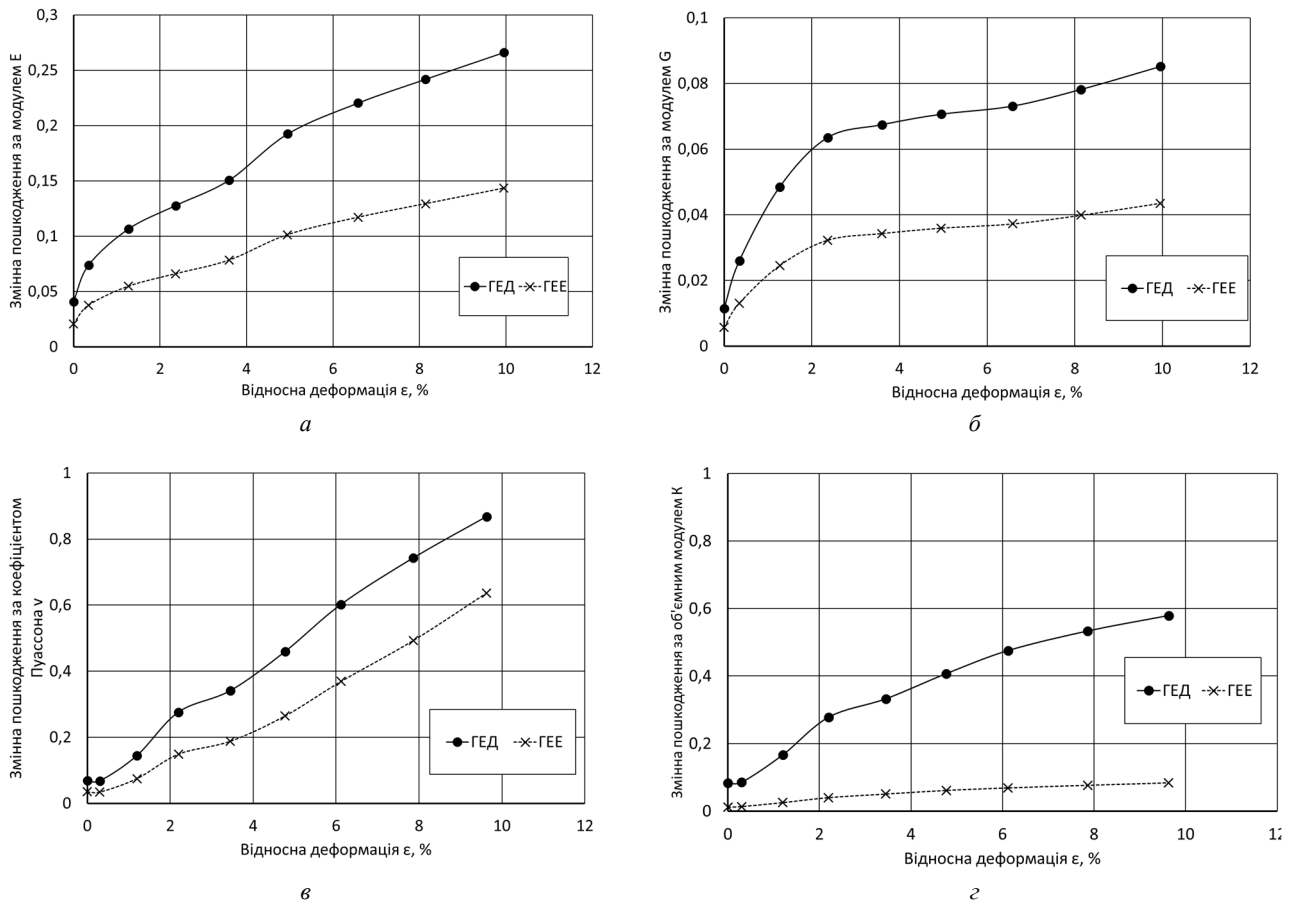 0,3
0,25
0,2
0,15
0,1
0,05
0
Змінна пошкодження за модулем E
0 2 4 6 8 10 12
Відносна деформація ε, %
ГЕД ГЕЕ
а
0,1
0,08
0,06
0,04
0,02
0
Змінна пошкодження за модулем G
0 2 4 6 8 10 12
Відносна деформація ε, %
ГЕД ГЕЕ
б
1
0,8
0,6
0,4
0,2
0
Змінна пошкодження за коефіцієнтом
Пуассона ν
0 2 4 6 8 10 12
Відносна деформація ε, %
ГЕД ГЕЕ
в
1
0,8
0,6
0,4
0,2
0
Змінна пошкодження за об'ємним модулем К
0 2 4 6 8 10 12
Відносна деформація ε, %
ГЕД ГЕЕ
г